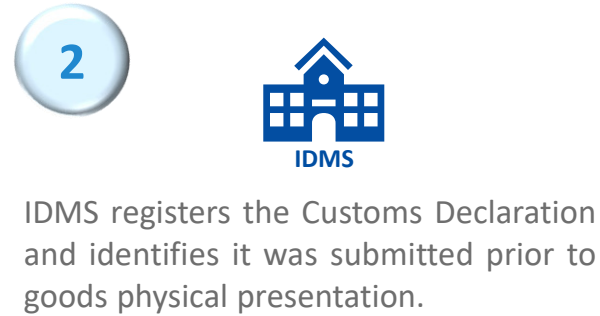 2
IDMS
IDMS registers the Customs Declaration
and identifies it was submitted prior to
goods physical presentation.